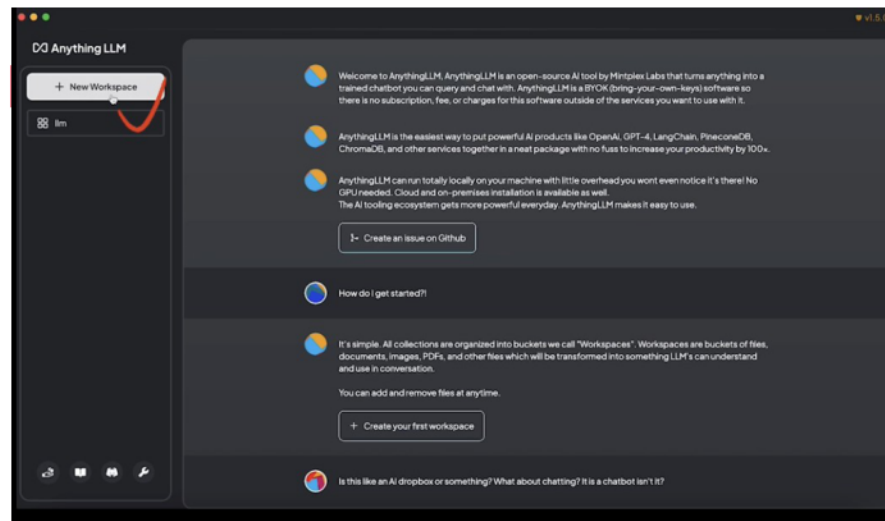 v1.5.
AnythingLLM
+ New Workspace
llm
Welcome to AnythingLLM, AnythingLLM is an open-source AI tool by Mintplex Labs that turns anything into a
trained chatbot you can query and chat with. AnythingLLM is a BYOK (bring-your-own-keys) software so
there is no subscription, fee, or charges for this software outside of the services you want to use with it.
AnythingLLM is the easiest way to put powerful AI products like OpenAi, GPT-4, LangChain, PineconeDB,
ChromaDB, and other services together in a neat package with no fuss to increase your productivity by 100x.
AnythingLLM can run totally locally on your machine with little overhead you wont even notice it's there! No
GPU needed. Cloud and on-premises installation is available as well.
The AI tooling ecosystem gets more powerful everyday. AnythingLLM makes it easy to use.
Create an issue on Github
How do I get started?!
It's simple. All collections are organized into buckets we call "Workspaces". Workspaces are buckets of files,
documents, images, PDFs, and other files which will be transformed into something LLM's can understand
and use in conversation.
You can add and remove files at anytime.
+ Create your first workspace
Is this like an AI dropbox or something? What about chatting? It is a chatbot isn't it?